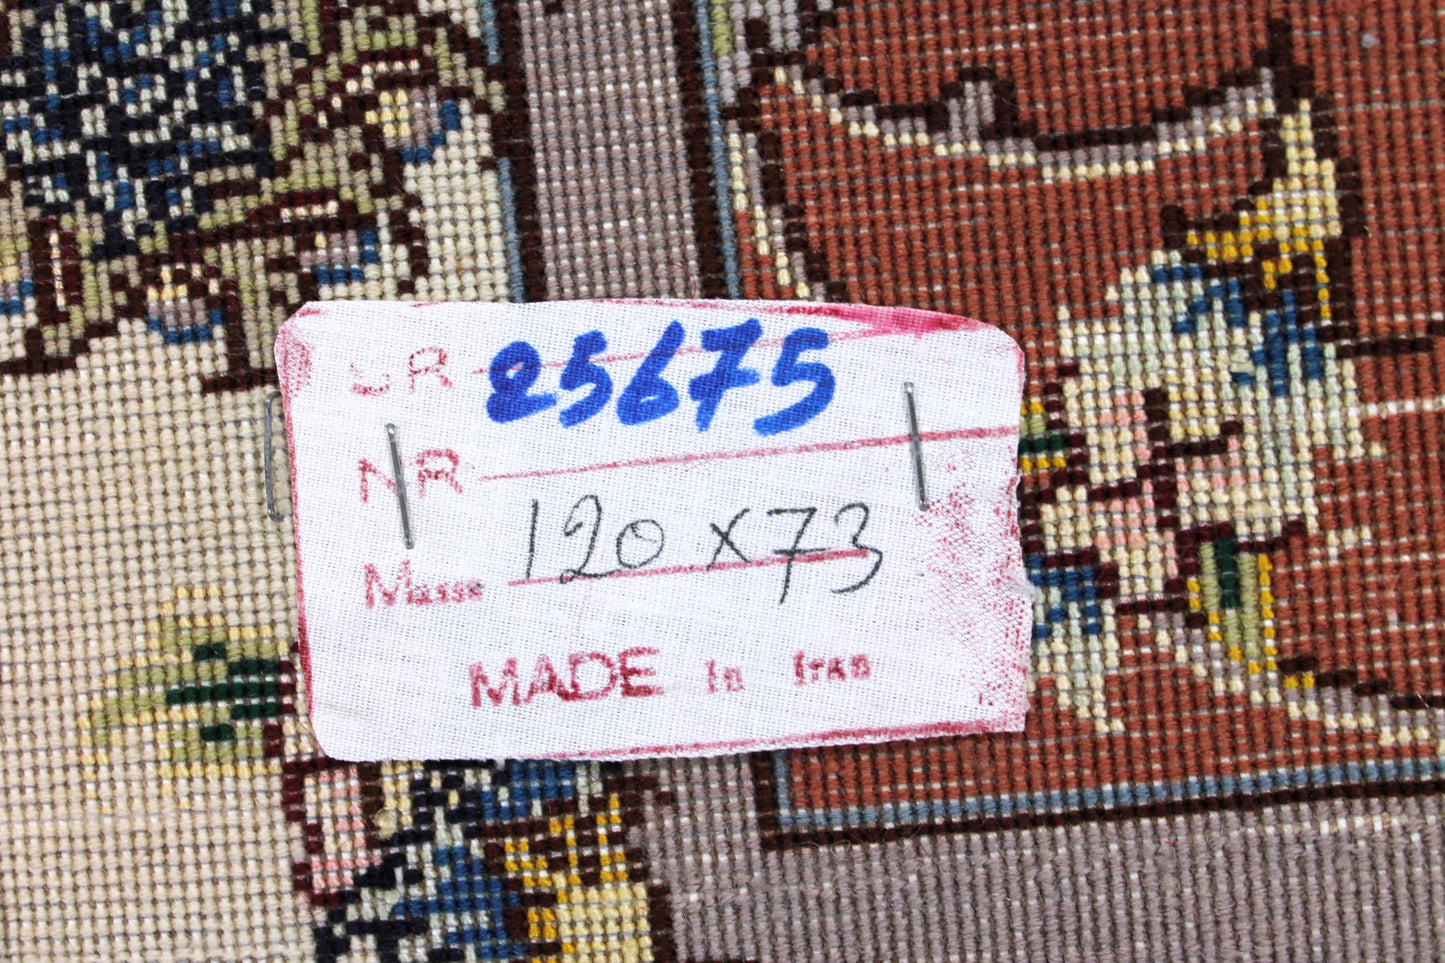 UR 25675
NR
Masse 120 x 73
MADE In Iran